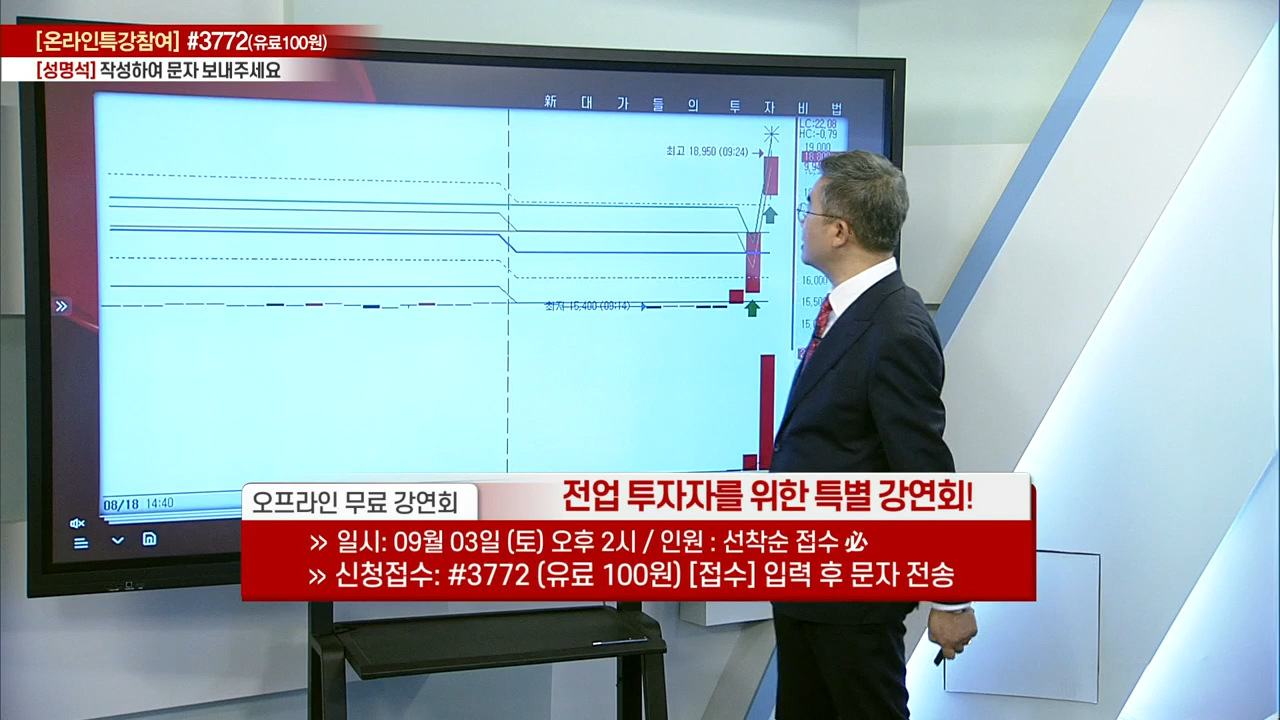 [온라인특강참여] #3772(유료100원)
[성명석] 작성하여 문자 보내주세요
新 대 가 들 의 투 자 비 법
LC:22,08
HC:-0,79
최고 18,950 (09:24)
19,000
16,000
15,500
최저 15,400 (09:14)
08/18 14:40
오프라인 무료 강연회
전업 투자자를 위한 특별 강연회!
» 일시: 09월 03일 (토) 오후 2시 / 인원 : 선착순 접수 必
» 신청접수: #3772 (유료 100원) [접수] 입력 후 문자 전송